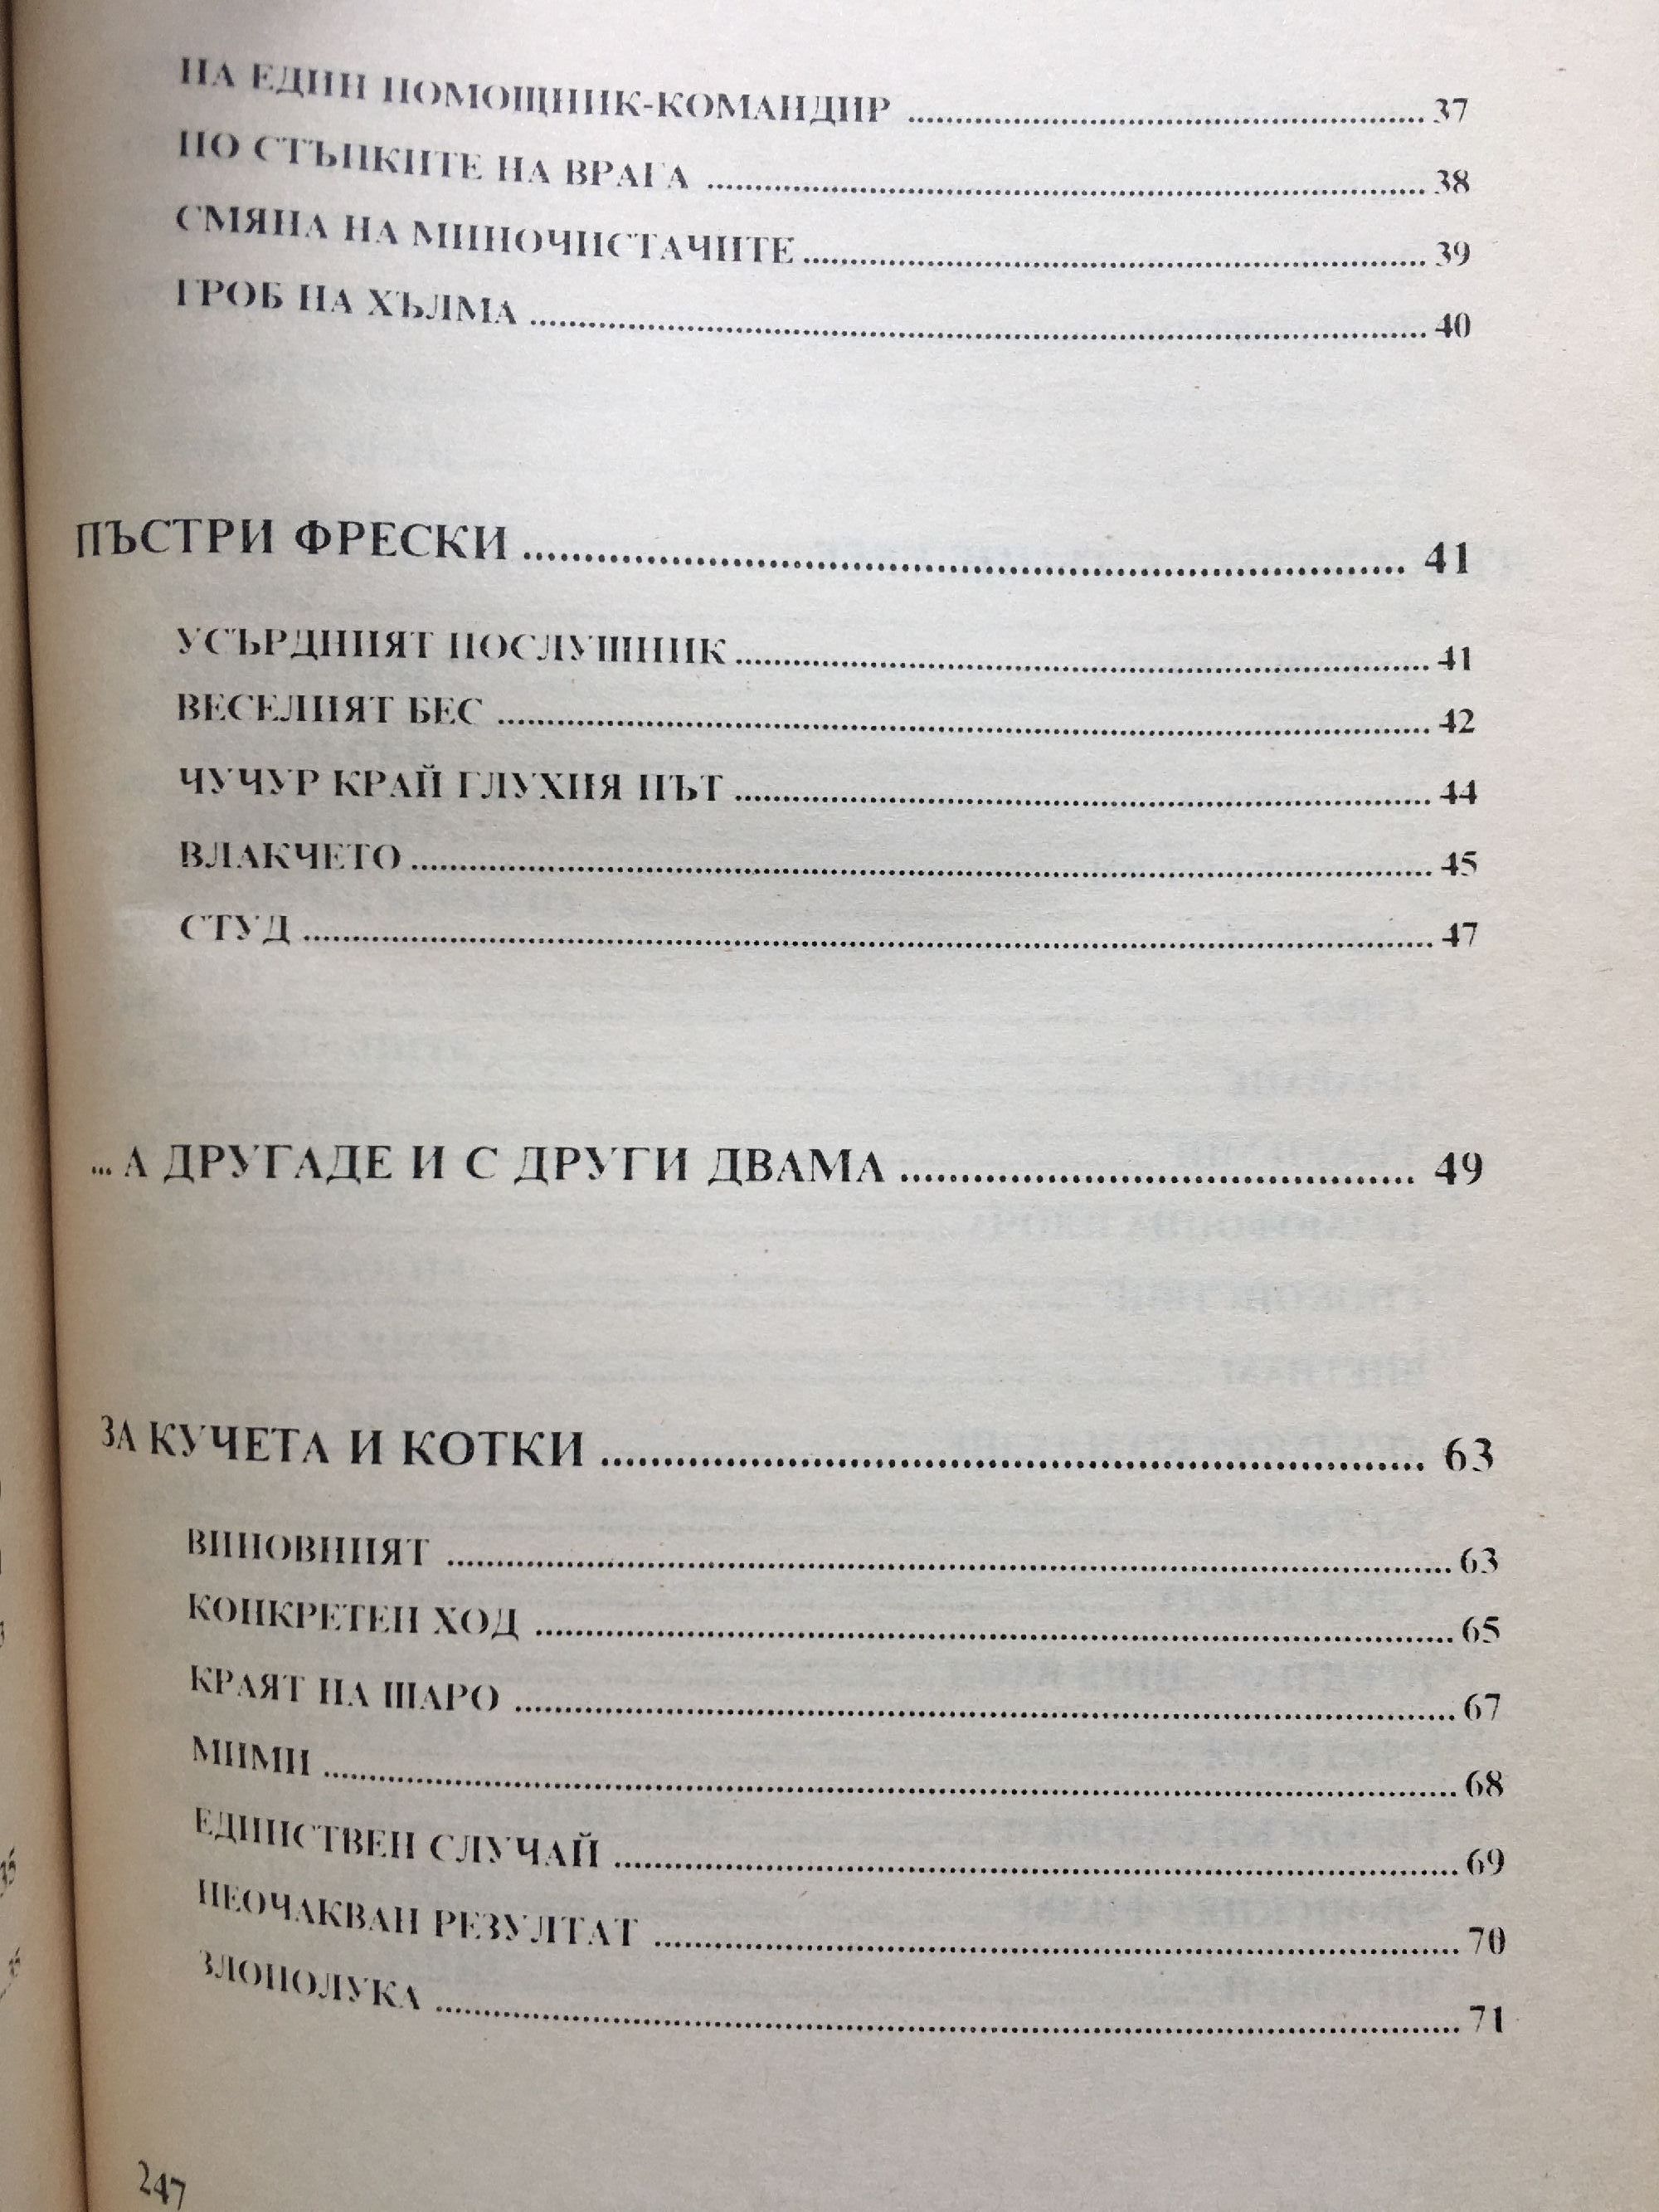 НА ЕДИН ПОМОЩНИК-КОМАНДИР ........ 37
ПО СТЪПКИТЕ НА ВРАГА ........ 38
СМЯНА НА МИНОЧИСТАЧИТЕ ........ 39
ГРОБ НА ХЪЛМА ........ 40
ПЪСТРИ ФРЕСКИ ........ 41
УСЪРДНИЯТ ПОСЛУШНИК ........ 41
ВЕСЕЛИЯТ БЕС ........ 42
ЧУЧУР КРАЙ ГЛУХИЯ ПЪТ ........ 44
ВЛАКЧЕТО ........ 45
СТУД ........ 47
... А ДРУГАДЕ И С ДРУГИ ДВАМА ........ 49
ЗА КУЧЕТА И КОТКИ ........ 63
ВИНОВНИЯТ ........ 63
КОНКРЕТЕН ХОД ........ 65
КРАЯТ НА ШАРО ........ 67
МИМИ ........ 68
ЕДИНСТВЕН СЛУЧАЙ ........ 69
НЕОЧАКВАН РЕЗУЛТАТ ........ 70
ЗЛОПОЛУКА ........ 71
247